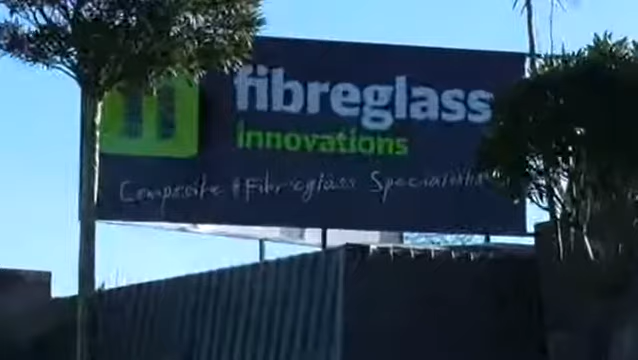 fibreglass
innovations
Composite & Fibreglass Specialists